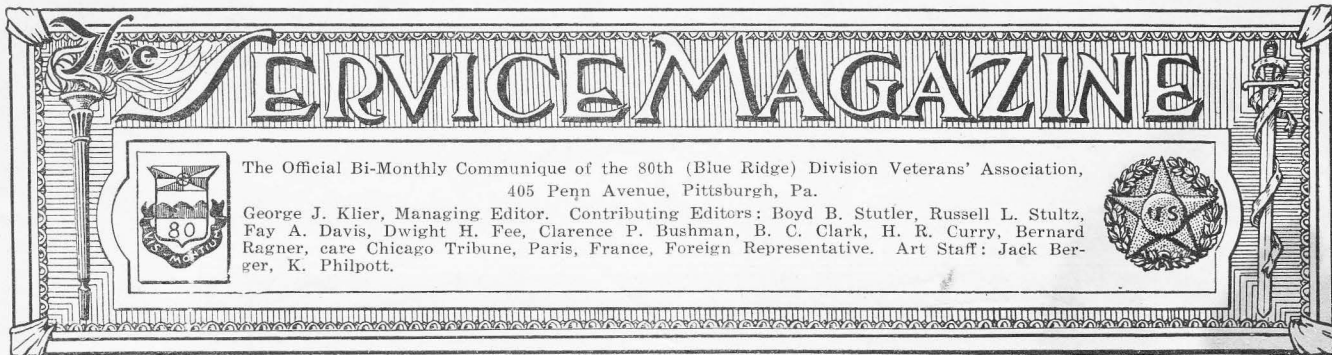 The SERVICE MAGAZINE
The Official Bi-Monthly Communique of the 80th (Blue Ridge) Division Veterans' Association,
405 Penn Avenue, Pittsburgh, Pa.
George J. Klier, Managing Editor. Contributing Editors: Boyd B. Stutler, Russell L. Stultz,
Fay A. Davis, Dwight H. Fee, Clarence P. Bushman, B. C. Clark, H. R. Curry, Bernard
Ragner, care Chicago Tribune, Paris, France, Foreign Representative. Art Staff: Jack Ber-
ger, K. Philpott.
80
US